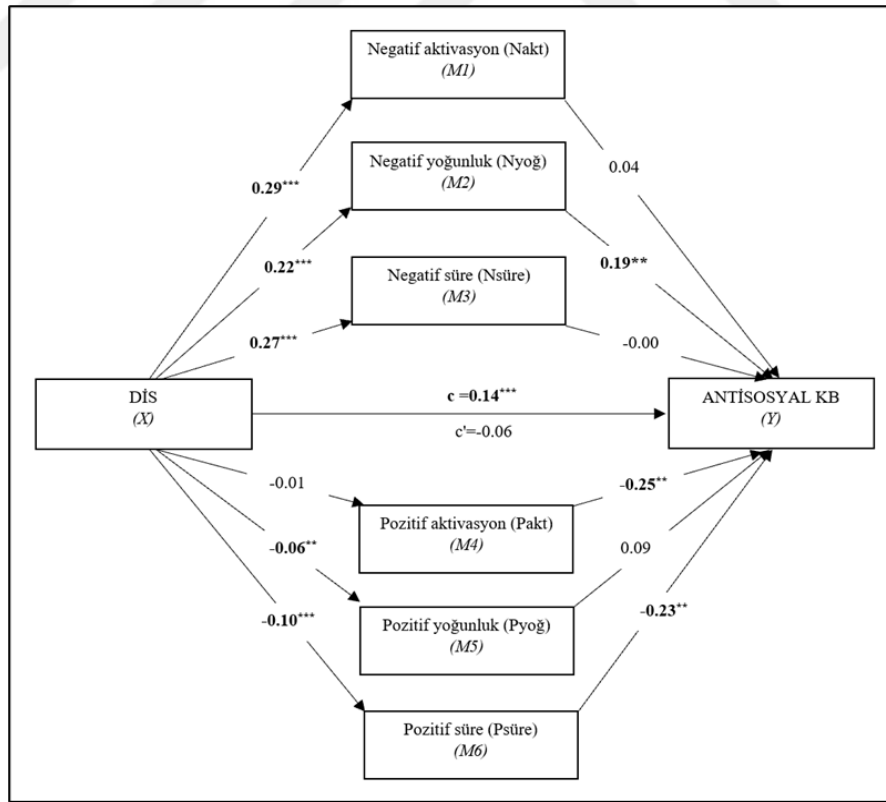 Negatif aktivasyon (Nakt)
(M1)
Negatif yoğunluk (Nyoğ)
(M2)
0.04
0.29***
0.22***
Negatif süre (Nsüre)
(M3)
0.19**
0.27***
-0.00
DİS
(X)
c =0.14***
c'=-0.06
ANTİSOSYAL KB
(Y)
-0.01
Pozitif aktivasyon (Pakt)
(M4)
-0.25**
-0.06**
0.09
-0.10***
Pozitif yoğunluk (Pyoğ)
(M5)
-0.23**
Pozitif süre (Psüre)
(M6)